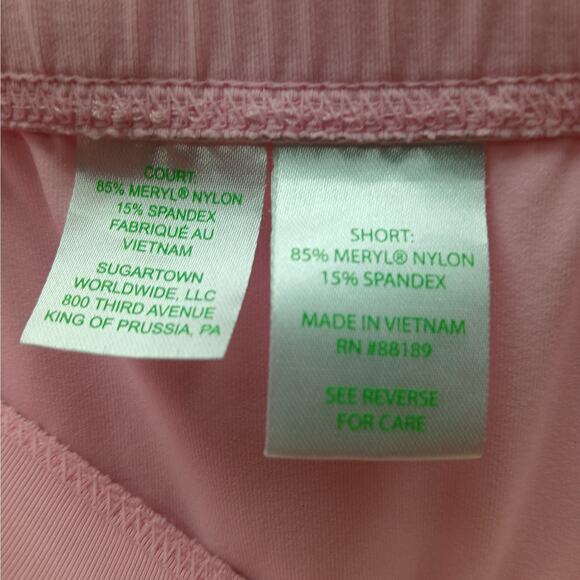 COURT
85% MERYL® NYLON
15% SPANDEX
FABRIQUÉ AU
VIETNAM
SUGARTOWN
WORLDWIDE, LLC
800 THIRD AVENUE
KING OF PRUSSIA, PA
SHORT:
85% MERYL® NYLON
15% SPANDEX
MADE IN VIETNAM
RN #88189
SEE REVERSE
FOR CARE